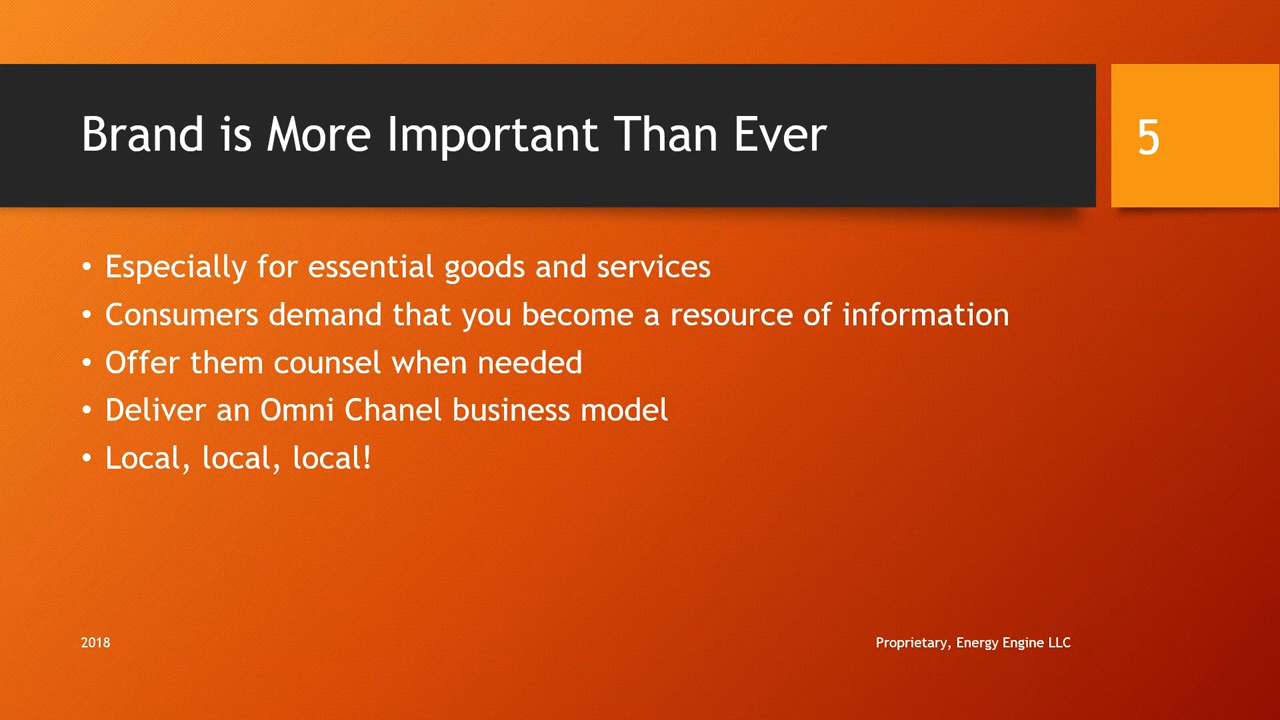 Brand is More Important Than Ever
5
• Especially for essential goods and services
• Consumers demand that you become a resource of information
• Offer them counsel when needed
• Deliver an Omni Chanel business model
• Local, local, local!
2018
Proprietary, Energy Engine LLC